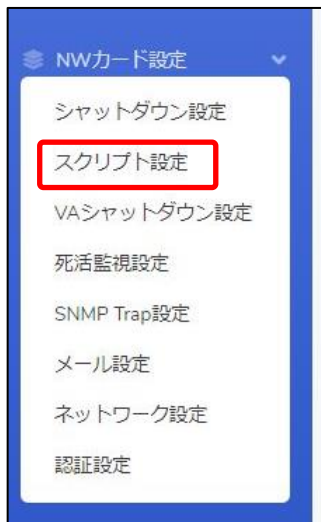 NWカード設定
シャットダウン設定
スクリプト設定
VAシャットダウン設定
死活監視設定
SNMP Trap設定
メール設定
ネットワーク設定
認証設定